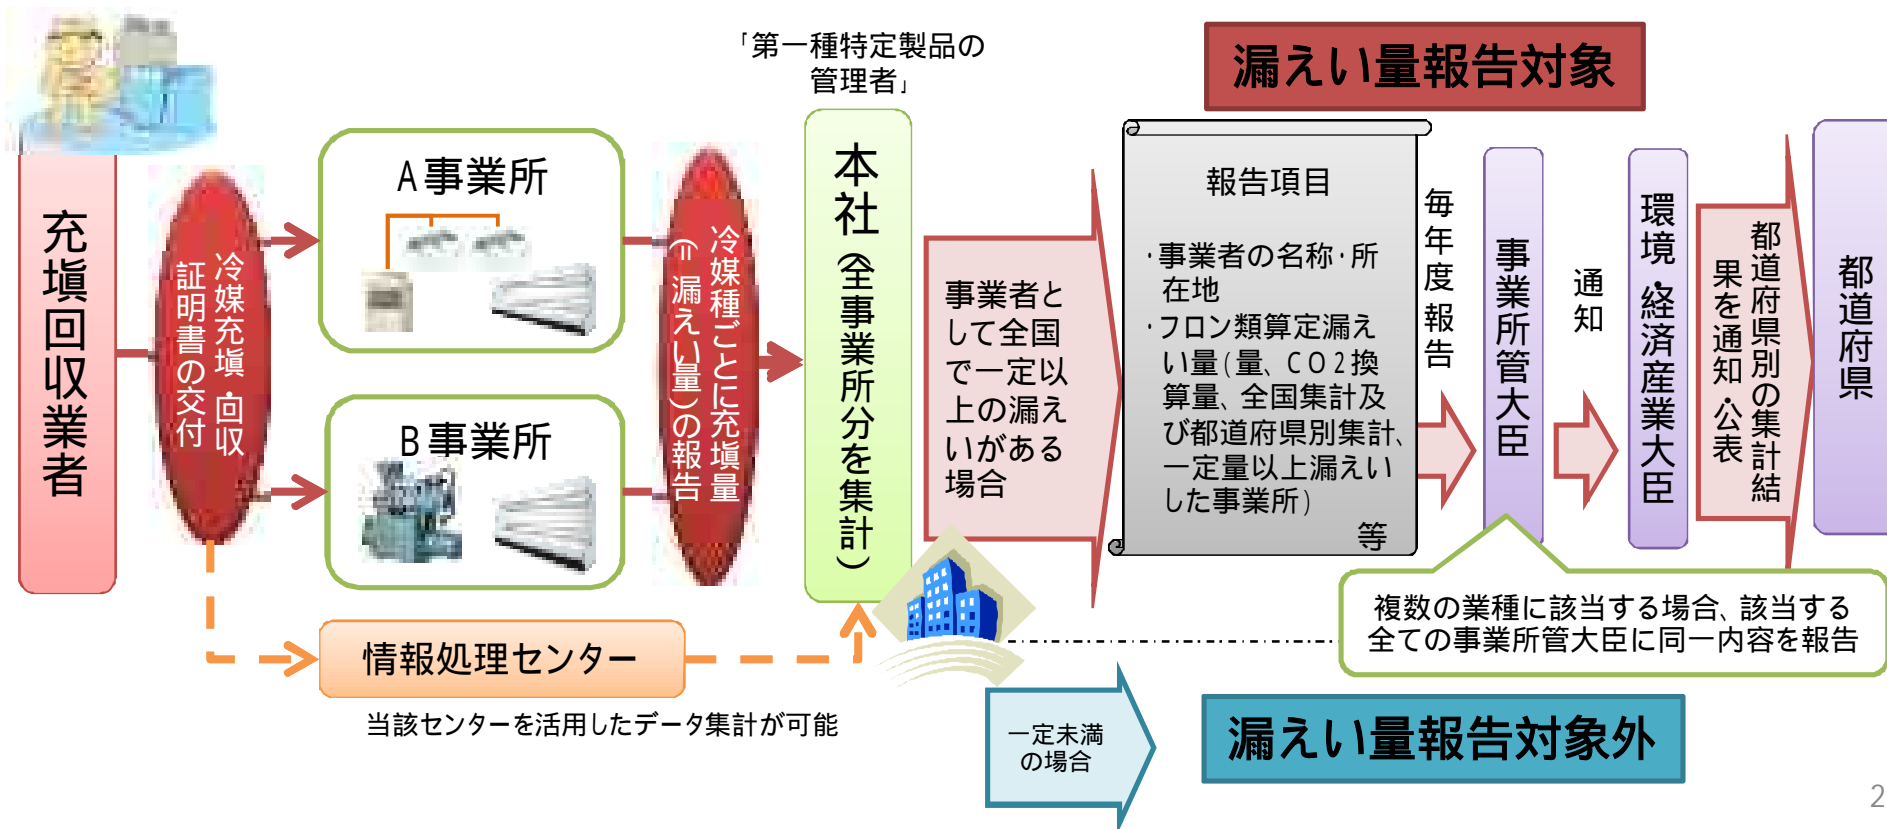 「第一種特定製品の
管理者」
漏えい量報告対象
充塡回収業者
冷媒充塡・回収
証明書の交付
A事業所
B事業所
冷媒種ごとに充塡量
(＝漏えい量)の報告
本社(全事業所分を集計)
事業者と
して全国
で一定以
上の漏え
いがある
場合
報告項目
・事業者の名称・所
在地
・フロン類算定漏え
い量(量、CO2換
算量、全国集計及
び都道府県別集計、
一定量以上漏えい
した事業所)
等
毎年度報告
事業所管大臣
通知
環境・経済産業大臣
都道府県別の集計結
果を通知・公表
都道府県
複数の業種に該当する場合、該当する
全ての事業所管大臣に同一内容を報告
情報処理センター
当該センターを活用したデータ集計が可能
一定未満
の場合
漏えい量報告対象外
2